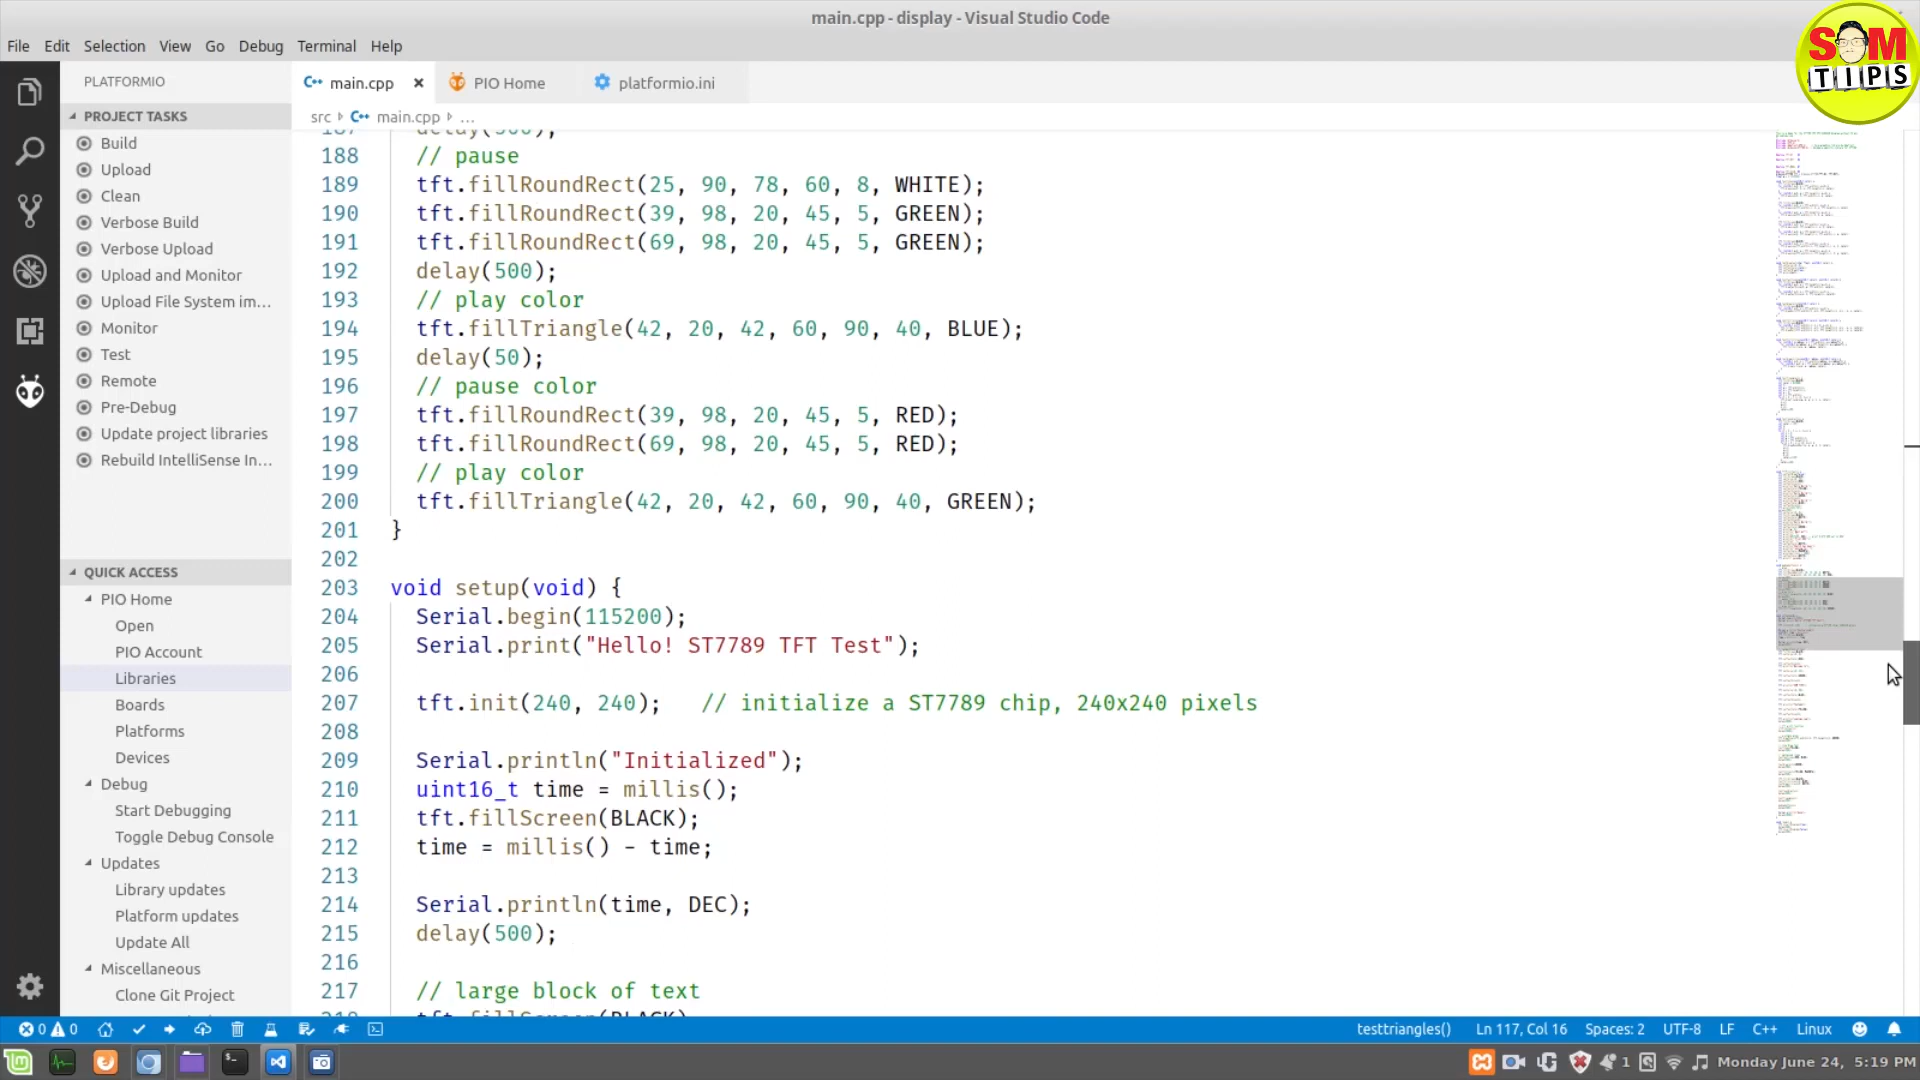 main.cpp - display - Visual Studio Code
SOM
TIPS
File Edit Selection View Go Debug Terminal Help
PLATFORMIO
main.cpp
PIO Home
platformio.ini
src main.cpp ...
PROJECT TASKS
Build
Upload
Clean
Verbose Build
Verbose Upload
Upload and Monitor
Upload File System im...
Monitor
Test
Remote
Pre-Debug
Update project libraries
Rebuild IntelliSense In...
QUICK ACCESS
PIO Home
Open
PIO Account
Libraries
Boards
Platforms
Devices
Debug
Start Debugging
Toggle Debug Console
Updates
Library updates
Platform updates
Update All
Miscellaneous
Clone Git Project
187 delay(500);
188 // pause
189 tft.fillRoundRect(25, 90, 78, 60, 8, WHITE);
190 tft.fillRoundRect(39, 98, 20, 45, 5, GREEN);
191 tft.fillRoundRect(69, 98, 20, 45, 5, GREEN);
192 delay(500);
193 // play color
194 tft.fillTriangle(42, 20, 42, 60, 90, 40, BLUE);
195 delay(50);
196 // pause color
197 tft.fillRoundRect(39, 98, 20, 45, 5, RED);
198 tft.fillRoundRect(69, 98, 20, 45, 5, RED);
199 // play color
200 tft.fillTriangle(42, 20, 42, 60, 90, 40, GREEN);
201 }
202
203 void setup(void) {
204 Serial.begin(115200);
205 Serial.print("Hello! ST7789 TFT Test");
206
207 tft.init(240, 240); // initialize a ST7789 chip, 240x240 pixels
208
209 Serial.println("Initialized");
210 uint16_t time = millis();
211 tft.fillScreen(BLACK);
212 time = millis() - time;
213
214 Serial.println(time, DEC);
215 delay(500);
216
217 // large block of text
218 tft.fillScreen(BLACK)
0 0
testtriangles() Ln 117, Col 16 Spaces: 2 UTF-8 LF C++ Linux
1 Monday June 24, 5:19 PM